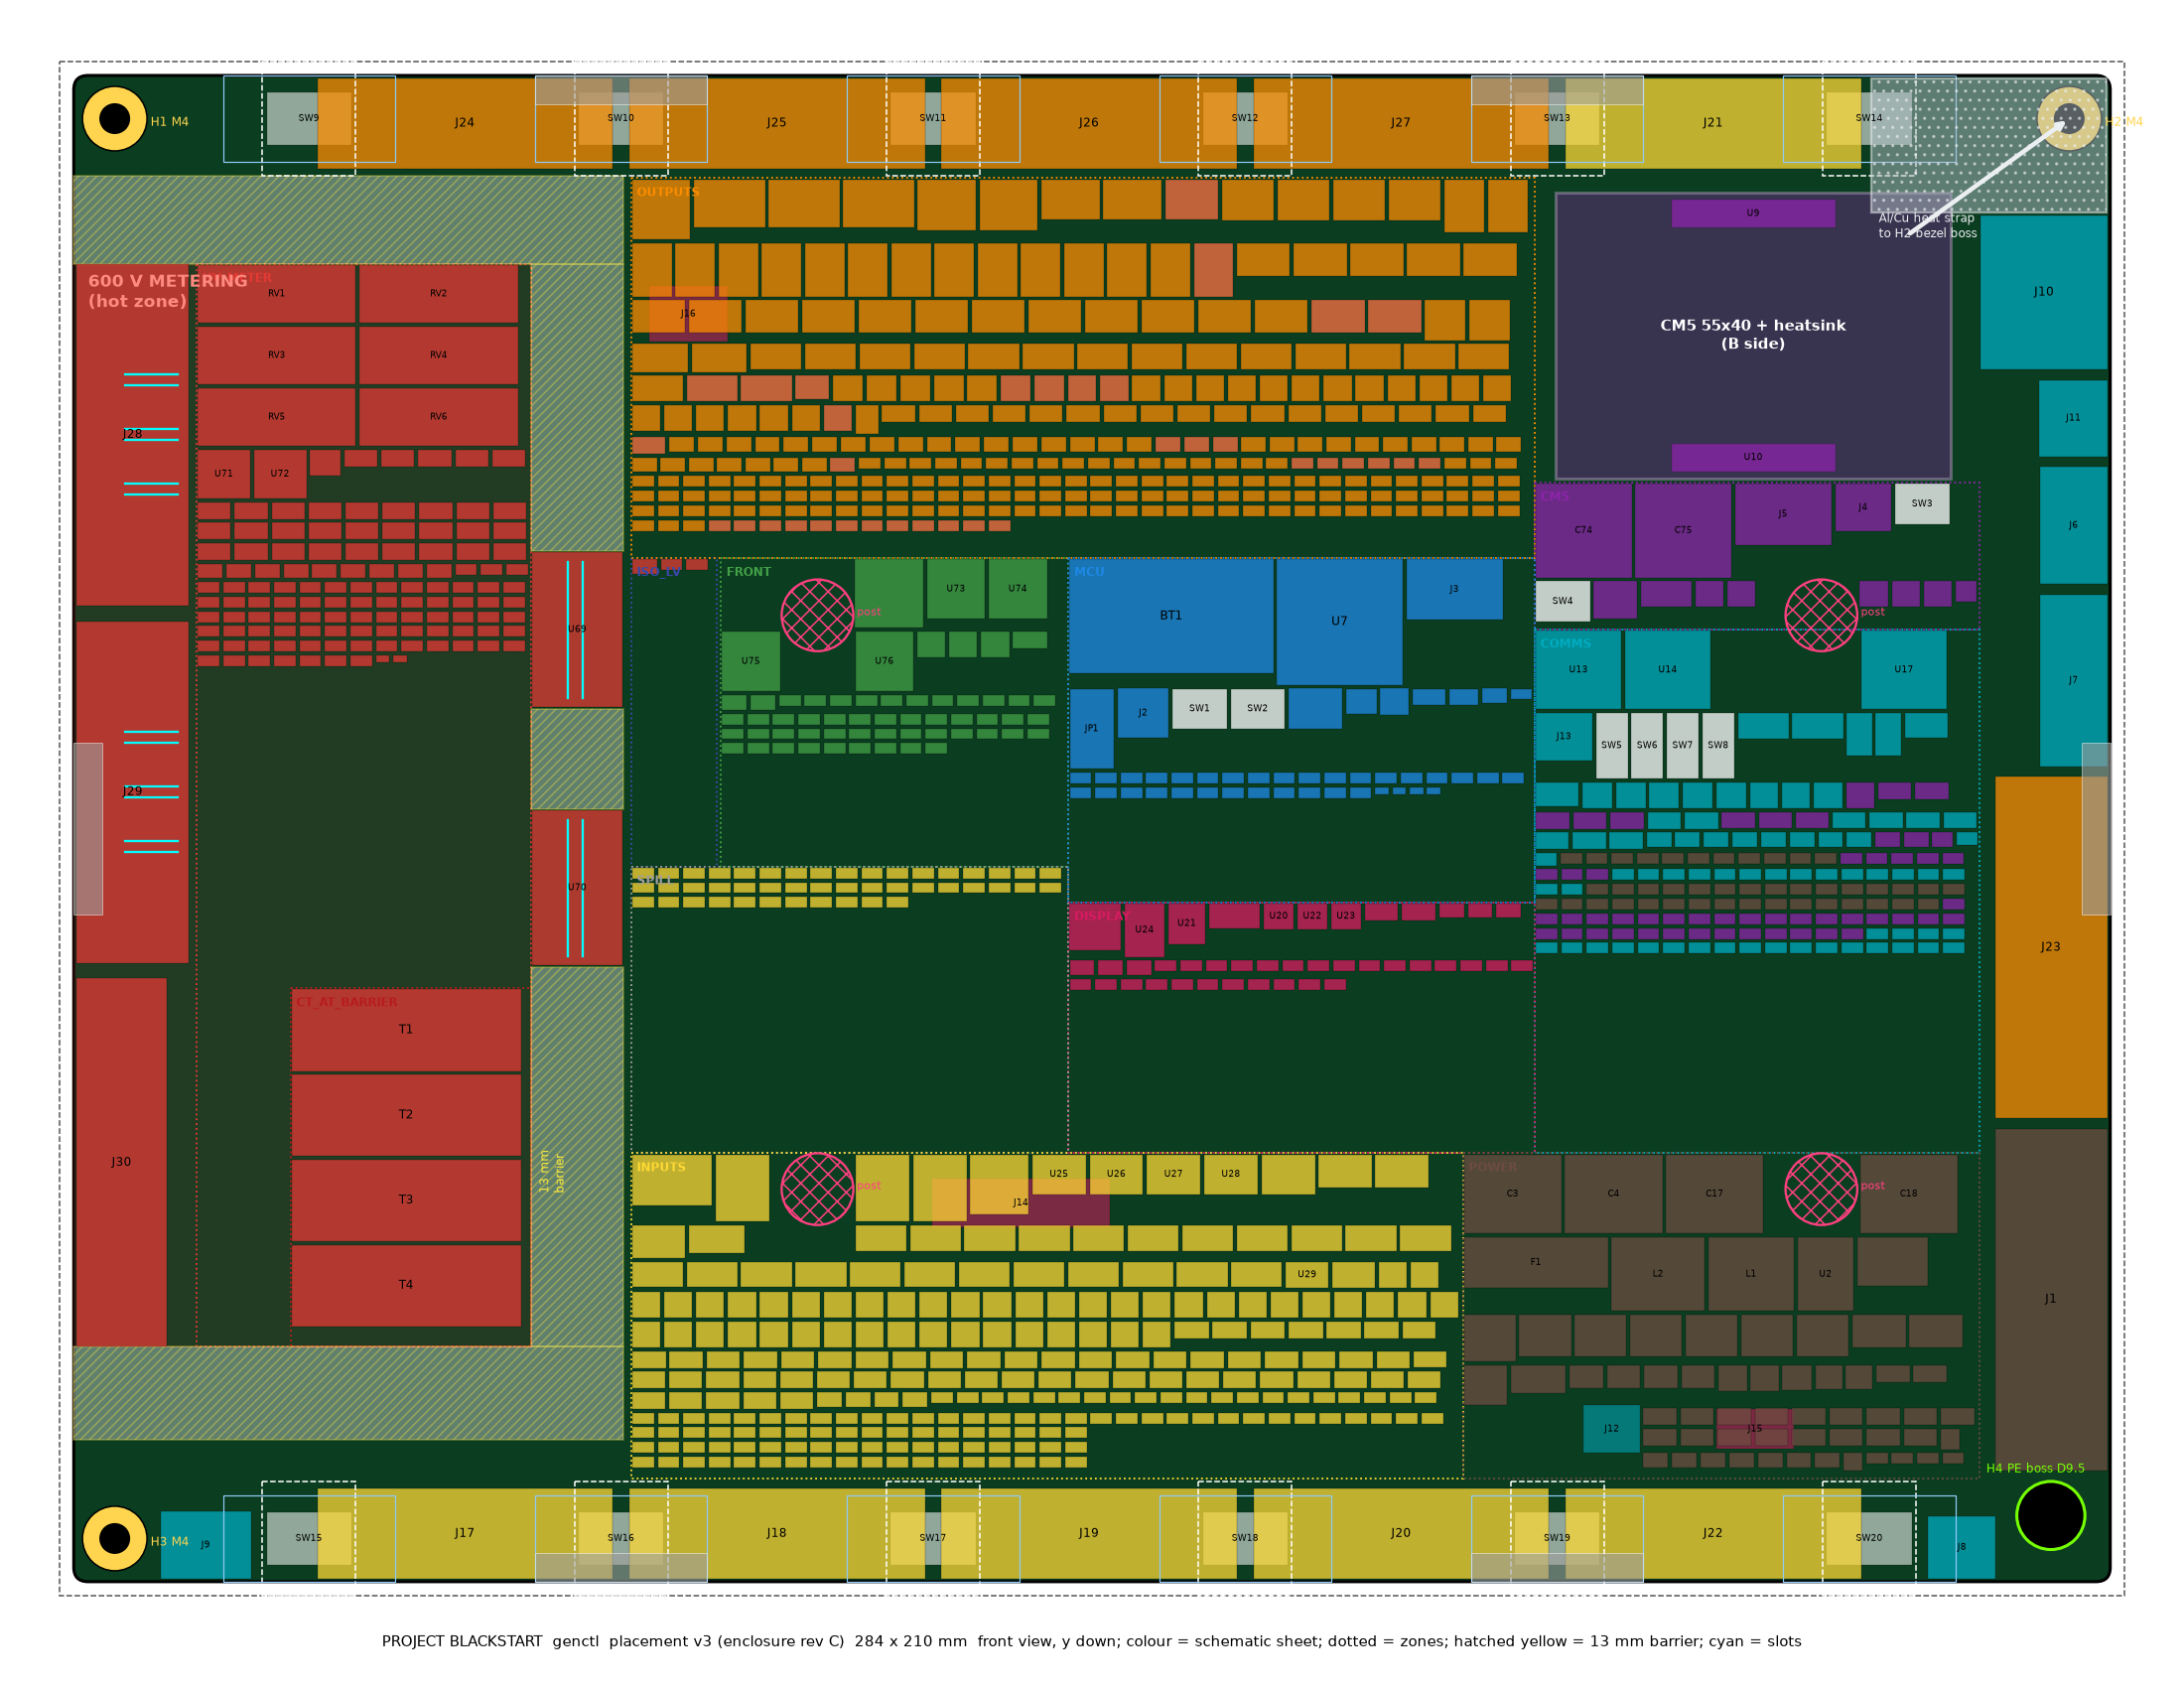 H1 M4
SW9
J24
SW10
J25
SW11
J26
SW12
J27
SW13
J21
SW14
H2 M4
OUTPUTS
U9
Al/Cu heat strap
to H2 bezel boss
600 V METERING
(hot zone)
RV1
RV2
J10
J16
CM5 55x40 + heatsink
(B side)
RV3
RV4
RV5
RV6
J28
J11
U71
U72
U10
CM5
C74
C75
J5
J4
SW3
J6
ISO_LV
FRONT
MCU
U73
U74
BT1
U7
J3
SW4
post
post
U69
COMMS
U75
U76
U13
U14
U17
J7
JP1
J2
SW1
SW2
J13
SW5
SW6
SW7
SW8
J29
U70
SPILL
DISPLAY
U24
U21
U20
U22
U23
J23
CT_AT_BARRIER
T1
T2
13 mm
barrier
J30
INPUTS
POWER
U25
U26
U27
U28
post
J14
C3
C4
C17
post
C18
T3
T4
U29
F1
L2
L1
U2
J1
J12
J15
H4 PE boss D9.5
H3 M4
J9
SW15
J17
SW16
J18
SW17
J19
SW18
J20
SW19
J22
SW20
J8
PROJECT BLACKSTART  genctl  placement v3 (enclosure rev C)  284 x 210 mm  front view, y down; colour = schematic sheet; dotted = zones; hatched yellow = 13 mm barrier; cyan = slots